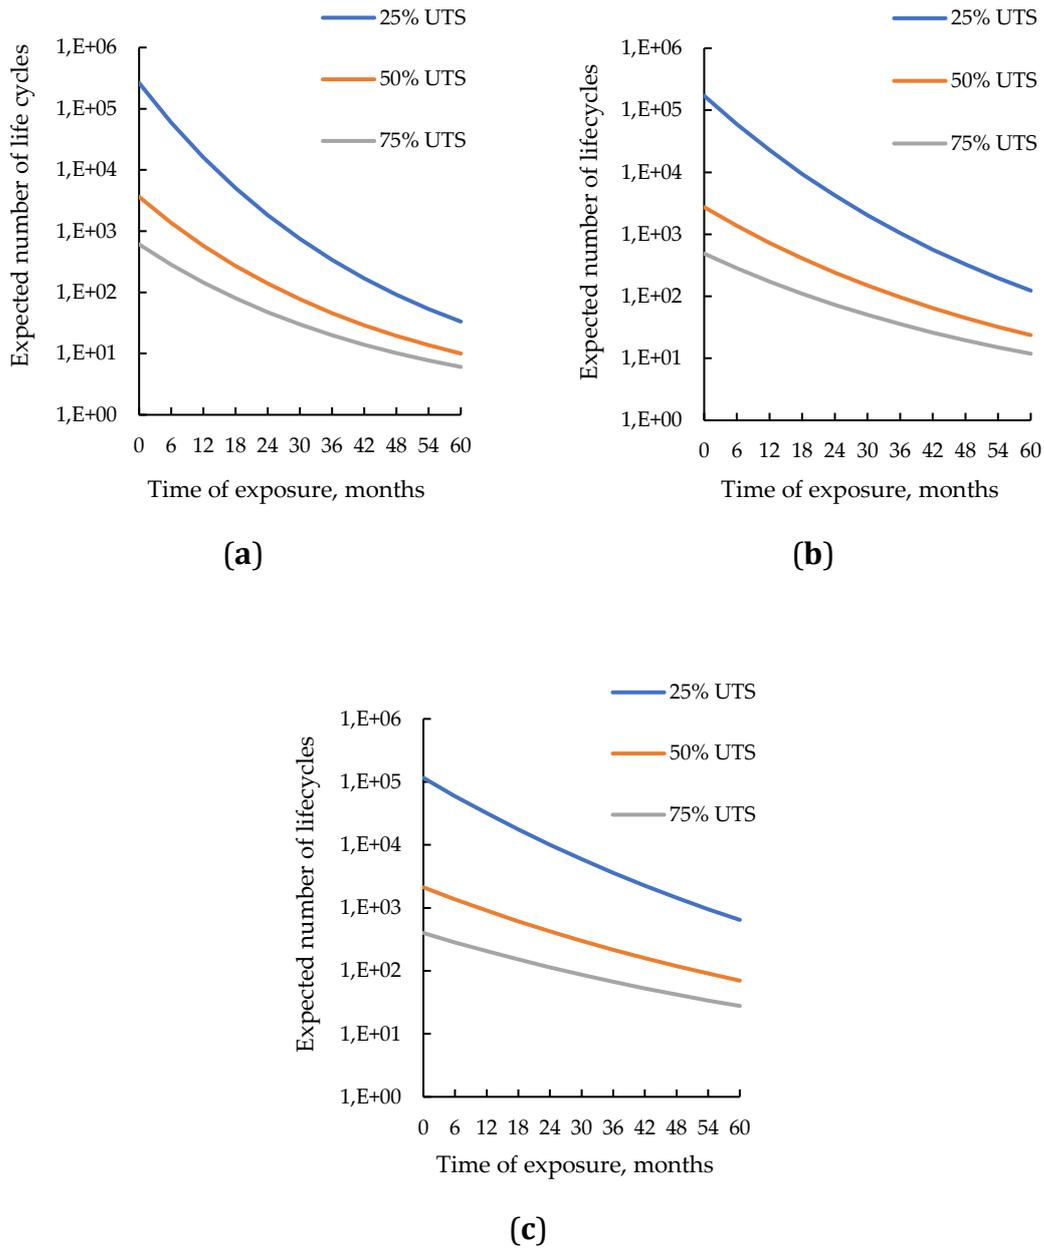 25% UTS
50% UTS
75% UTS
Expected number of life cycles
1,E+06
1,E+05
1,E+04
1,E+03
1,E+02
1,E+01
1,E+00
0 6 12 18 24 30 36 42 48 54 60
Time of exposure, months
(a)
25% UTS
50% UTS
75% UTS
Expected number of lifecycles
1,E+06
1,E+05
1,E+04
1,E+03
1,E+02
1,E+01
1,E+00
0 6 12 18 24 30 36 42 48 54 60
Time of exposure, months
(b)
25% UTS
50% UTS
75% UTS
Expected number of lifecycles
1,E+06
1,E+05
1,E+04
1,E+03
1,E+02
1,E+01
1,E+00
0 6 12 18 24 30 36 42 48 54 60
Time of exposure, months
(c)